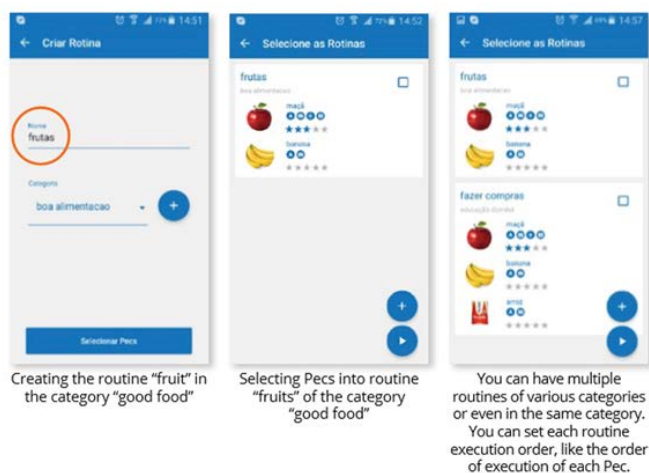 14:51
Criar Rotina
Nome
frutas
Categoria
boa alimentacao
Selecionar Pecs
Creating the routine "fruit" in
the category "good food"
14:52
Selecione as Rotinas
frutas
boa alimentacao
maçã
banana
Selecting Pecs into routine
"fruits" of the category
"good food"
14:57
Selecione as Rotinas
frutas
boa alimentacao
maçã
banana
fazer compras
maçã
banana
arroz
You can have multiple
routines of various categories
or even in the same category.
You can set each routine
execution order, like the order
of execution of each Pec.